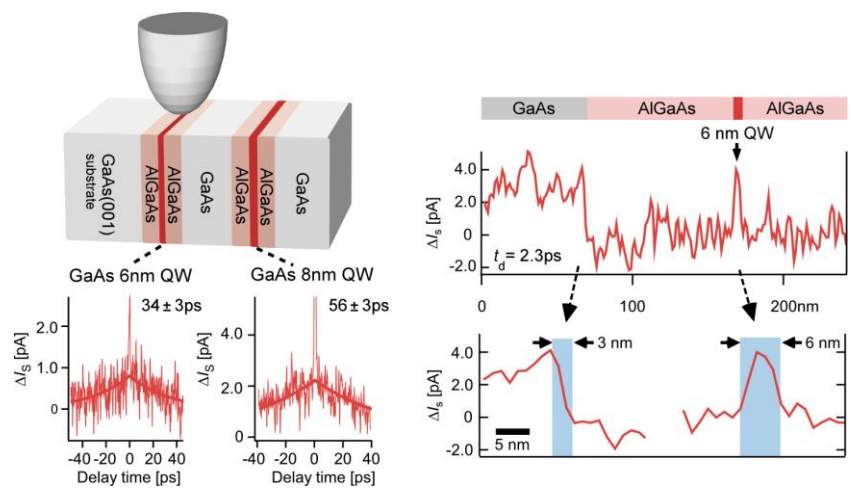 GaAs(001)
substrate
AlGaAs
AlGaAs
GaAs
AlGaAs
AlGaAs
GaAs
GaAs 6nm QW
GaAs 8nm QW
34 ± 3ps
ΔIS [pA]
1.0
2.0
0
-40 -20 0 20 40
Delay time [ps]
56 ± 3ps
ΔIS [pA]
4.0
2.0
0
-40 -20 0 20 40
Delay time [ps]
GaAs
AlGaAs
AlGaAs
6 nm QW
ΔIs [pA]
4.0
2.0
0
-2.0
td = 2.3ps
0
100
200nm
3 nm
6 nm
ΔIs [pA]
4.0
2.0
0
-2.0
5 nm